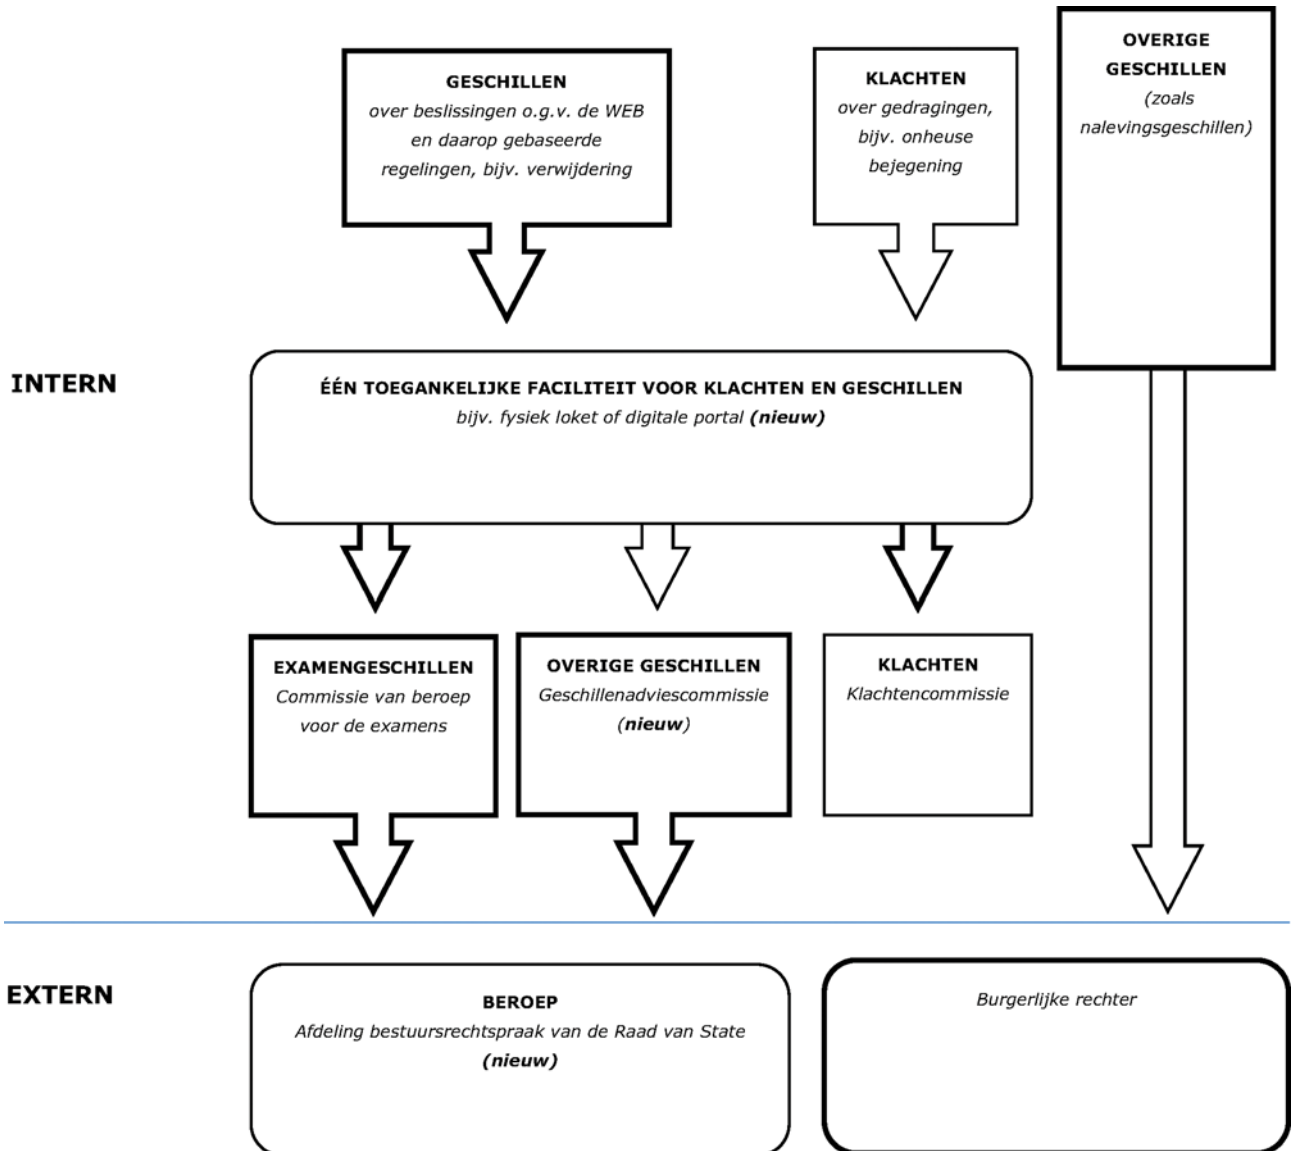 GESCHILLEN
over beslissingen o.g.v. de WEB
en daarop gebaseerde
regelingen, bijv. verwijdering
KLACHTEN
over gedragingen,
bijv. onheuse
bejegening
OVERIGE
GESCHILLEN
(zoals
nalevingsgeschillen)
INTERN
ÉÉN TOEGANKELIJKE FACILITEIT VOOR KLACHTEN EN GESCHILLEN
bijv. fysiek loket of digitale portal (nieuw)
EXAMENGESCHILLEN
Commissie van beroep
voor de examens
OVERIGE GESCHILLEN
Geschillenadviescommissie
(nieuw)
KLACHTEN
Klachtencommissie
EXTERN
BEROEP
Afdeling bestuursrechtspraak van de Raad van State
(nieuw)
Burgerlijke rechter